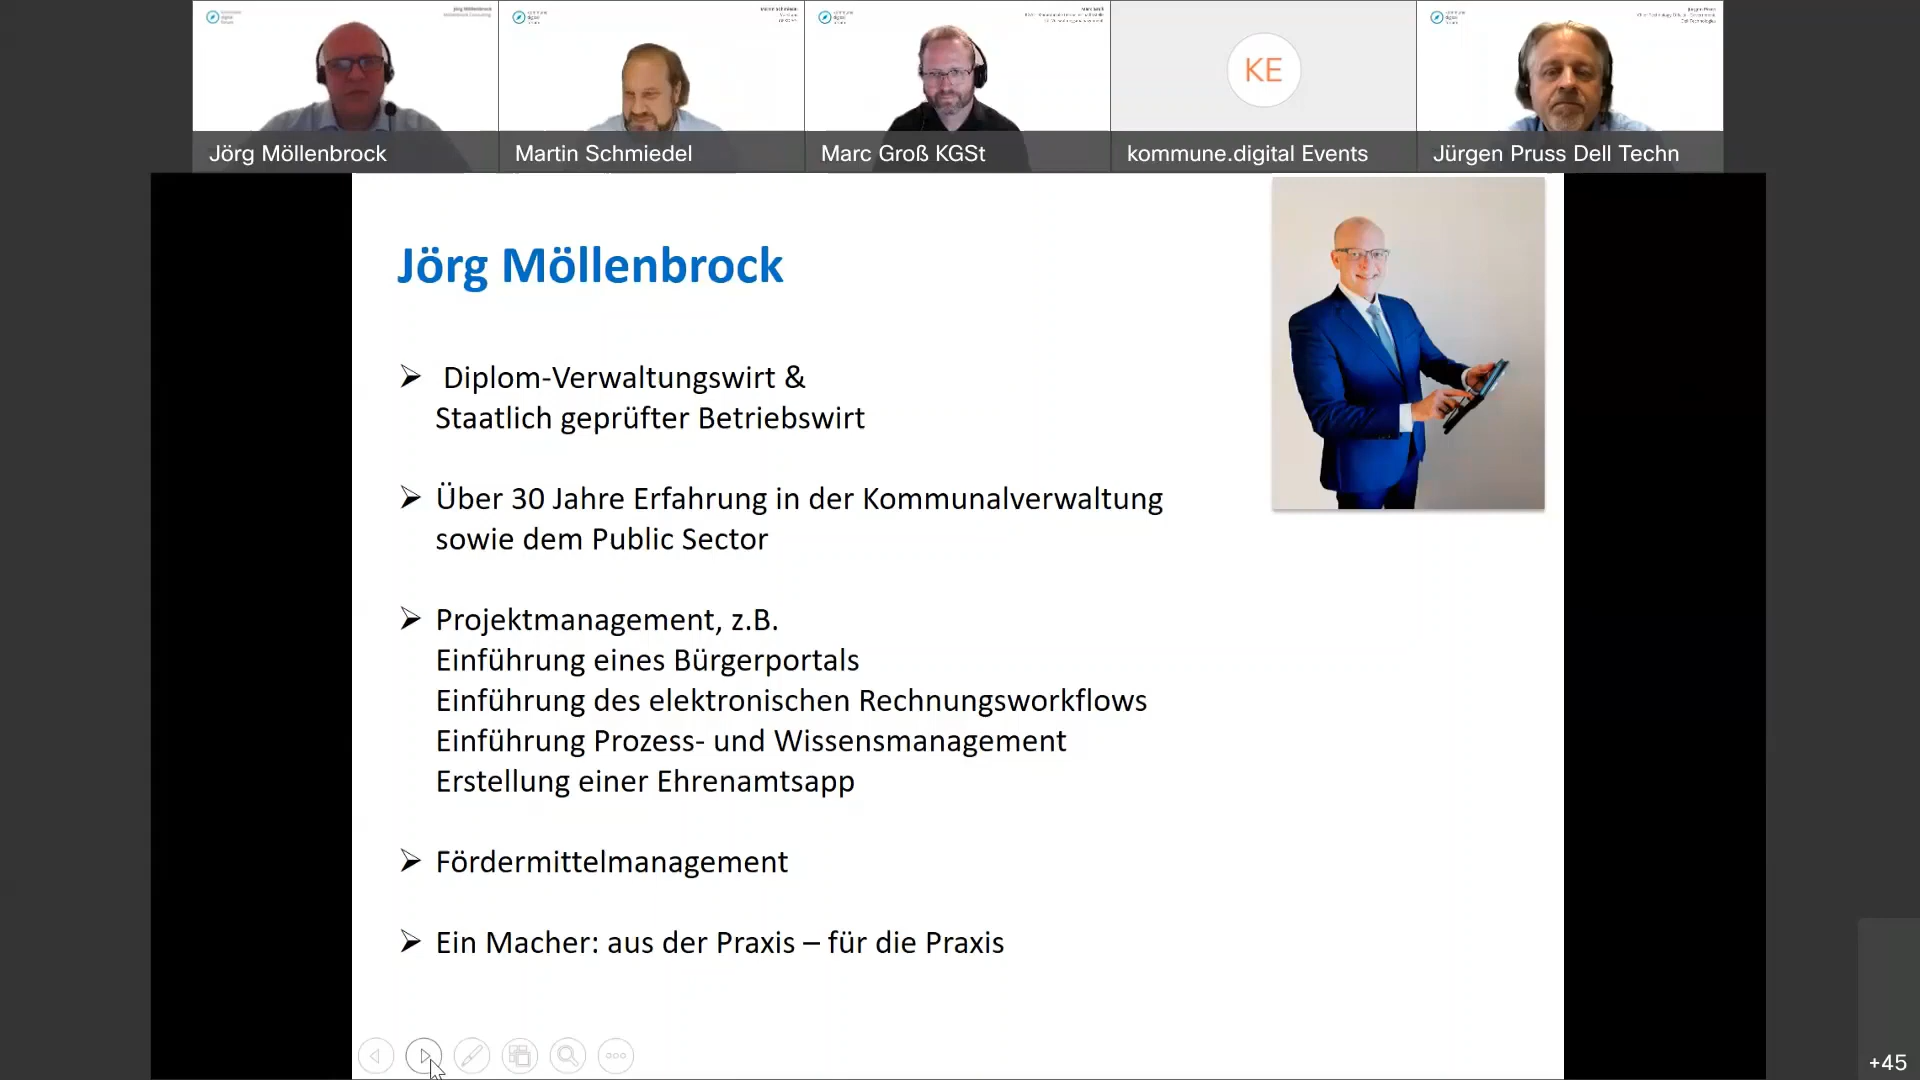 Jörg Möllenbrock
Martin Schmiedel
Marc Groß KGSt
KE
kommune.digital Events
Jürgen Pruss Dell Techn
Jörg Möllenbrock
Diplom-Verwaltungswirt &
Staatlich geprüfter Betriebswirt
Über 30 Jahre Erfahrung in der Kommunalverwaltung
sowie dem Public Sector
Projektmanagement, z.B.
Einführung eines Bürgerportals
Einführung des elektronischen Rechnungsworkflows
Einführung Prozess- und Wissensmanagement
Erstellung einer Ehrenamtsapp
Fördermittelmanagement
Ein Macher: aus der Praxis – für die Praxis
+45